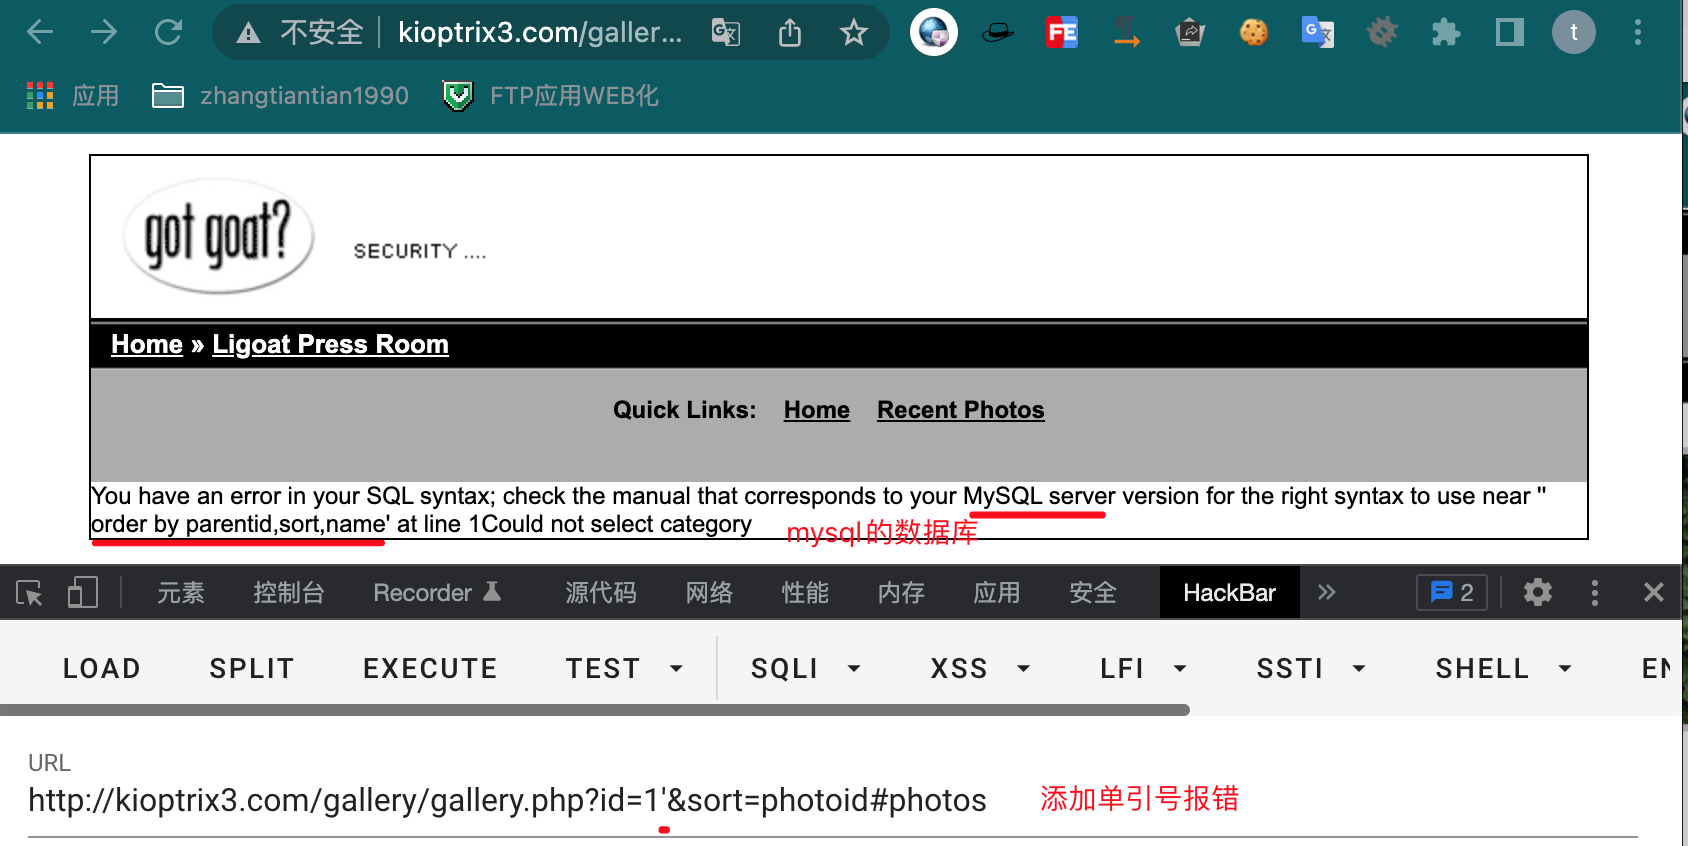 不安全 kioptrix3.com/galler...
t
应用 zhangtiantian1990 FTP应用WEB化
got goat?
SECURITY ....
Home » Ligoat Press Room
Quick Links: Home Recent Photos
You have an error in your SQL syntax; check the manual that corresponds to your MySQL server version for the right syntax to use near ''
order by parentid,sort,name' at line 1Could not select category
mysql的数据库
元素 控制台 Recorder 源代码 网络 性能 内存 应用 安全 HackBar » 2
LOAD SPLIT EXECUTE TEST SQLI XSS LFI SSTI SHELL EN
URL
http://kioptrix3.com/gallery/gallery.php?id=1'&sort=photoid#photos
添加单引号报错